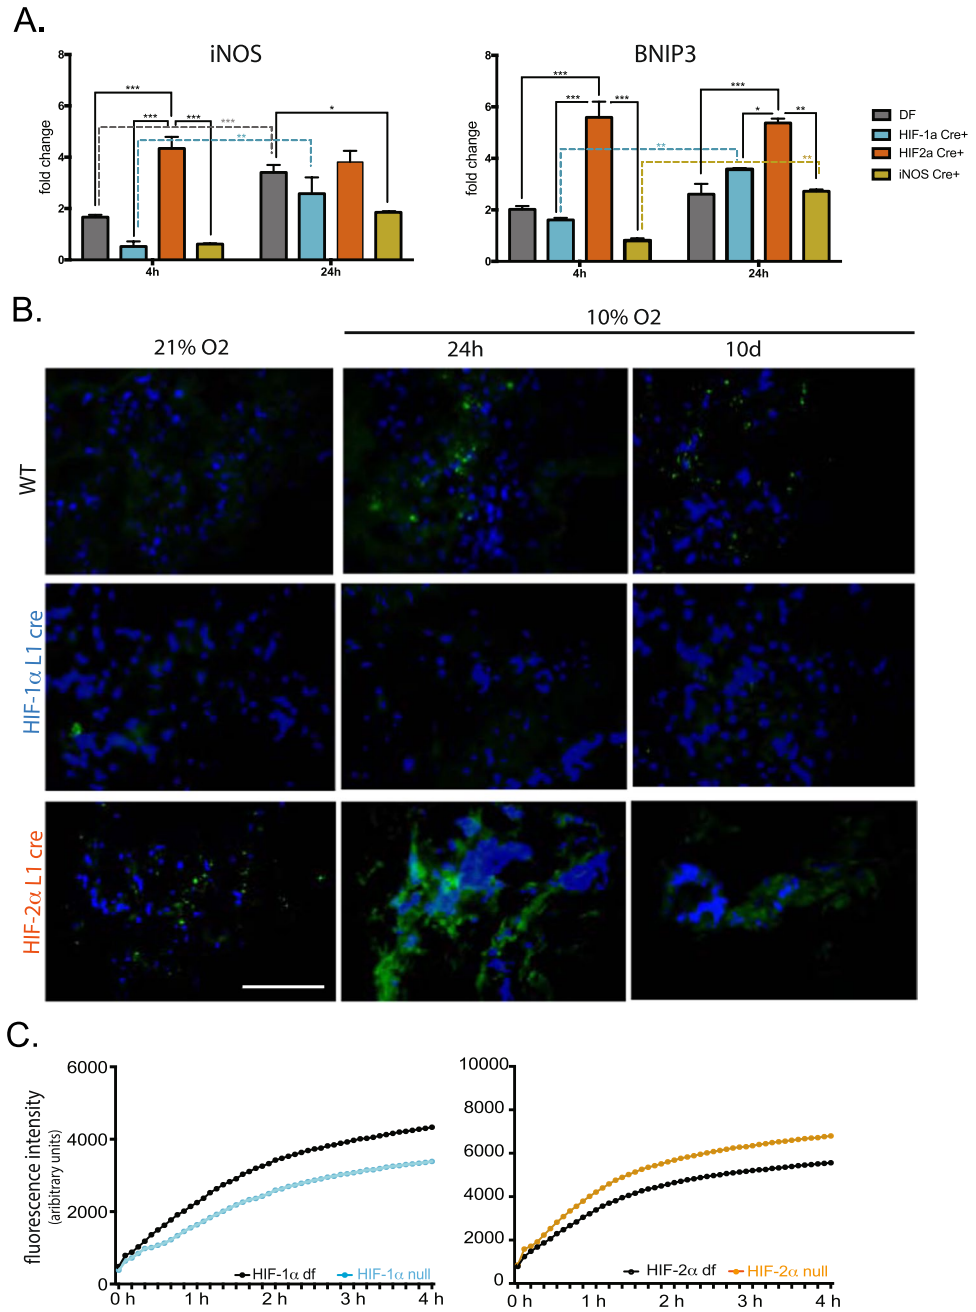 A.
iNOS
BNIP3
fold change
8
6
4
2
0
***
***
***
***
**
*
4h
24h
fold change
8
6
4
2
0
***
***
***
**
***
*
**
**
4h
24h
DF
HIF-1a Cre+
HIF2a Cre+
iNOS Cre+
B.
10% O2
21% O2
24h
10d
WT
HIF-1α L1 cre
HIF-2α L1 cre
C.
fluorescence intensity
(aribitrary units)
6000
4000
2000
0
HIF-1α df
HIF-1α null
0 h
1 h
2 h
3 h
4 h
10000
8000
6000
4000
2000
0
HIF-2α df
HIF-2α null
0 h
1 h
2 h
3 h
4 h